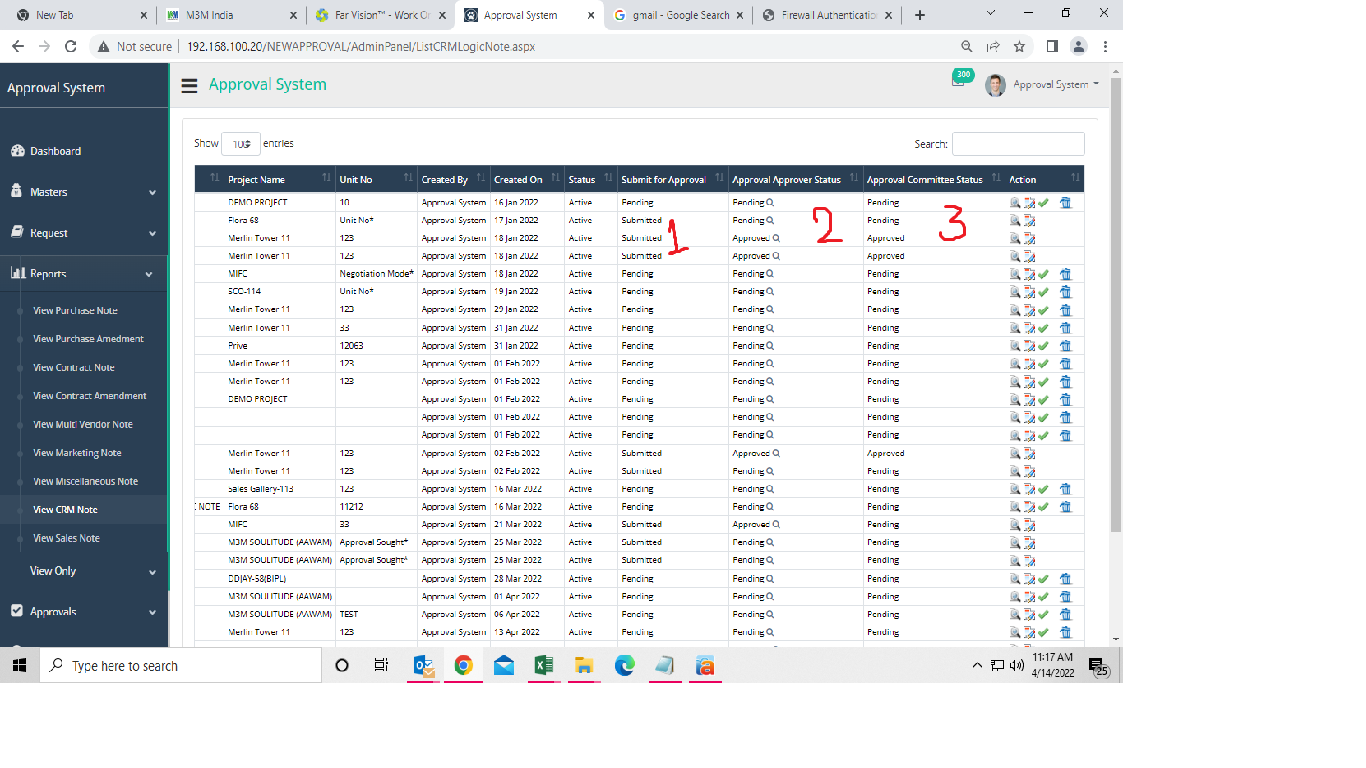 New Tab M3M India Far Vision™ - Work Or Approval System gmail - Google Search Firewall Authentication
Not secure 192.168.100.20/NEWAPPROVAL/AdminPanel/ListCRMLogicNote.aspx
Approval System
Approval System
300
Approval System
Dashboard
Masters
Request
Reports
View Purchase Note
View Purchase Amedment
View Contract Note
View Contract Amendment
View Multi Vendor Note
View Marketing Note
View Miscellaneous Note
View CRM Note
View Sales Note
View Only
Approvals
Show 100 entries Search:
Project Name Unit No Created By Created On Status Submit for Approval Approval Approver Status Approval Committee Status Action
DEMO PROJECT 10 Approval System 16 Jan 2022 Active Pending Pending Pending
Flora 68 Unit No* Approval System 17 Jan 2022 Active Submitted Pending Pending
1 2 3
Merlin Tower 11 123 Approval System 18 Jan 2022 Active Submitted Approved Approved
Merlin Tower 11 123 Approval System 18 Jan 2022 Active Submitted Approved Approved
MIFC Negotiation Mode* Approval System 18 Jan 2022 Active Pending Pending Pending
SCO-114 Unit No* Approval System 19 Jan 2022 Active Pending Pending Pending
Merlin Tower 11 123 Approval System 29 Jan 2022 Active Pending Pending Pending
Merlin Tower 11 33 Approval System 31 Jan 2022 Active Pending Pending Pending
Prive 12063 Approval System 31 Jan 2022 Active Pending Pending Pending
Merlin Tower 11 123 Approval System 01 Feb 2022 Active Pending Pending Pending
Merlin Tower 11 123 Approval System 01 Feb 2022 Active Pending Pending Pending
DEMO PROJECT Approval System 01 Feb 2022 Active Pending Pending Pending
Approval System 01 Feb 2022 Active Pending Pending Pending
Approval System 01 Feb 2022 Active Pending Pending Pending
Merlin Tower 11 123 Approval System 02 Feb 2022 Active Submitted Approved Approved
Merlin Tower 11 123 Approval System 02 Feb 2022 Active Submitted Pending Pending
Sales Gallery-113 123 Approval System 16 Mar 2022 Active Pending Pending Pending
NOTE Flora 68 11212 Approval System 16 Mar 2022 Active Pending Pending Pending
MIFC 33 Approval System 21 Mar 2022 Active Submitted Approved Pending
M3M SOULITUDE (AAWAM) Approval Sought* Approval System 25 Mar 2022 Active Submitted Pending Pending
M3M SOULITUDE (AAWAM) Approval Sought* Approval System 25 Mar 2022 Active Submitted Pending Pending
DDJAY-58(BIPL) Approval System 28 Mar 2022 Active Pending Pending Pending
M3M SOULITUDE (AAWAM) Approval System 01 Apr 2022 Active Pending Pending Pending
M3M SOULITUDE (AAWAM) TEST Approval System 06 Apr 2022 Active Pending Pending Pending
Merlin Tower 11 123 Approval System 13 Apr 2022 Active Pending Pending Pending
Type here to search
11:17 AM
4/14/2022
25